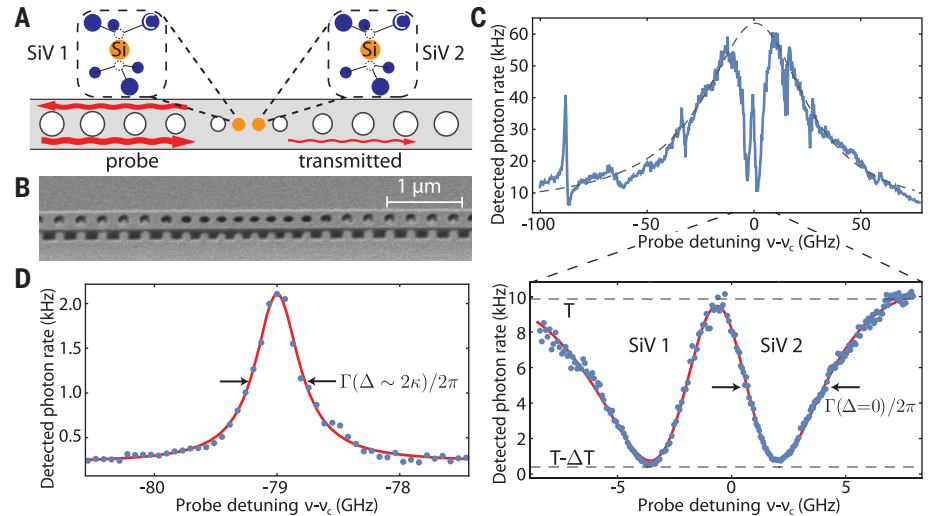 A
SiV 1
Si
Si
SiV 2
probe
transmitted
B
1 μm
C
Detected photon rate (kHz)
60
50
40
30
20
10
-100
-50
0
50
Probe detuning ν-νc (GHz)
D
Detected photon rate (kHz)
2.0
1.5
1.0
0.5
Γ(Δ ∼ 2κ)/2π
-80
-79
-78
Probe detuning ν-νc (GHz)
Detected photon rate (kHz)
10
8
6
4
2
0
T
SiV 1
SiV 2
Γ(Δ=0)/2π
T-ΔT
-5
0
5
Probe detuning ν-νc (GHz)